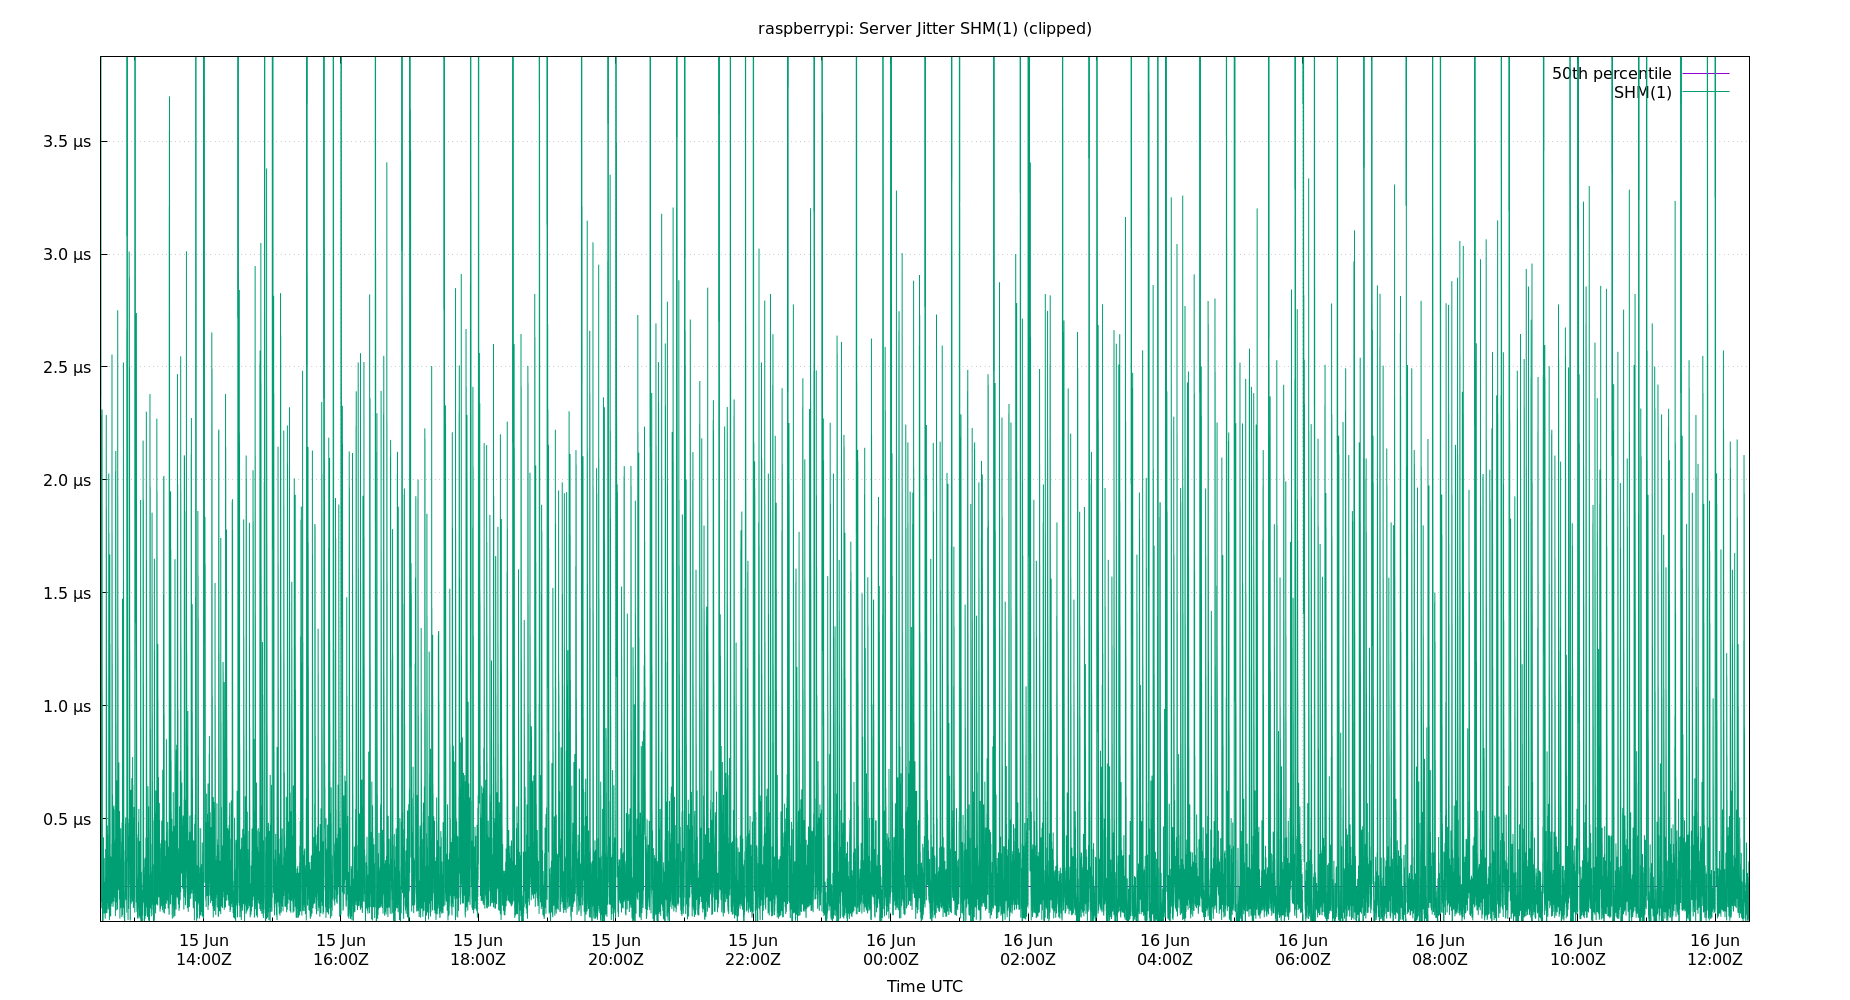 raspberrypi: Server Jitter SHM(1) (clipped)
50th percentile
SHM(1)
3.5 µs
3.0 µs
2.5 µs
2.0 µs
1.5 µs
1.0 µs
0.5 µs
15 Jun 15 Jun 15 Jun 15 Jun 15 Jun 16 Jun 16 Jun 16 Jun 16 Jun 16 Jun 16 Jun 16 Jun
14:00Z 16:00Z 18:00Z 20:00Z 22:00Z 00:00Z 02:00Z 04:00Z 06:00Z 08:00Z 10:00Z 12:00Z
Time UTC